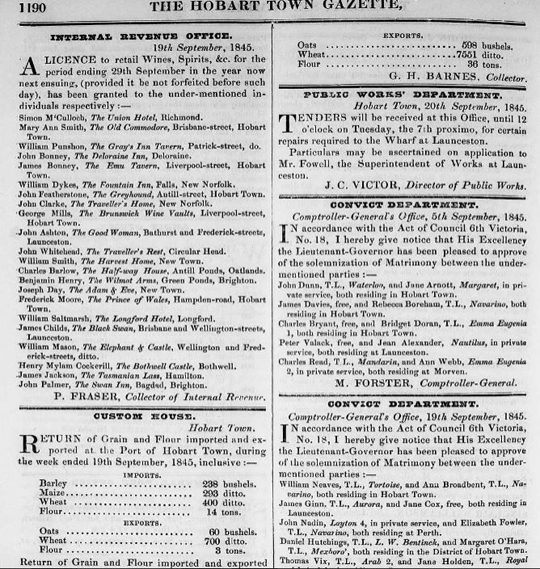 1190 THE HOBART TOWN GAZETTE,
INTERNAL REVENUE OFFICE.
19th September, 1845.
A LICENCE to retail Wines, Spirits, &c. for the
period ending 29th September in the year now
next ensuing, (provided it be not forfeited before such
day), has been granted to the under-mentioned in-
dividuals respectively :—
Simon M'Culloch, The Union Hotel, Richmond.
Mary Ann Smith, The Old Commodore, Brisbane-street, Hobart
Town.
William Punshon, The Gray's Inn Tavern, Patrick-street, do.
John Bonney, The Deloraine Inn, Deloraine.
James Bonney, The Emu Tavern, Liverpool-street, Hobart
Town.
William Dykes, The Fountain Inn, Falls, New Norfolk.
John Featherstone, The Greyhound, Antill-street, Hobart Town.
John Clarke, The Traveller's Home, New Norfolk.
George Mills, The Brunswick Wine Vaults, Liverpool-street,
Hobart Town.
John Ashton, The Good Woman, Bathurst and Frederick-streets,
Launceston.
John Whitehead, The Traveller's Rest, Circular Head.
William Smith, The Harvest Home, New Town.
Charles Barlow, The Half-way House, Antill Ponds, Oatlands.
Benjamin Henry, The Wilmot Arms, Green Ponds, Brighton.
Joseph Day, The Adam & Eve, New Town.
Frederick Moore, The Prince of Wales, Hampden-road, Hobart
Town.
William Saltmarsh, The Longford Hotel, Longford.
James Childs, The Black Swan, Brisbane and Wellington-streets,
Launceston.
William Mason, The Elephant & Castle, Wellington and Fred-
erick-streets, ditto.
Henry Mylam Cockerill, The Bothwell Castle, Bothwell.
James Jackson, The Tasmanian Lass, Hamilton.
John Palmer, The Swan Inn, Bagdad, Brighton.
P. FRASER, Collector of Internal Revenue.
CUSTOM HOUSE.
Hobart Town.
RETURN of Grain and Flour imported and ex-
ported at the Port of Hobart Town, during
the week ended 19th September, 1845, inclusive :—
IMPORTS.
Barley ........................ 238 bushels.
Maize ........................ 293 ditto.
Wheat ........................ 400 ditto.
Flour ........................ 14 tons.
EXPORTS.
Oats ........................ 60 bushels.
Wheat ........................ 700 ditto.
Flour ........................ 3 tons.
Return of Grain and Flour imported and exported
EXPORTS.
Oats ........................ 598 bushels.
Wheat ........................ 7551 ditto.
Flour ........................ 36 tons.
G. H. BARNES, Collector.
PUBLIC WORKS' DEPARTMENT.
Hobart Town, 20th September, 1845.
TENDERS will be received at this Office, until 12
o'clock on Tuesday, the 7th proximo, for certain
repairs required to the Wharf at Launceston.
Particulars may be ascertained on application to
Mr. Fowell, the Superintendent of Works at Laun-
ceston.
J. C. VICTOR, Director of Public Works.
CONVICT DEPARTMENT.
Comptroller-General's Office, 5th September, 1845.
IN accordance with the Act of Council 6th Victoria,
No. 18, I hereby give notice that His Excellency
the Lieutenant-Governor has been pleased to approve
of the solemnization of Matrimony between the under-
mentioned parties :—
John Dunn, T.L., Waterloo, and Jane Arnott, Margaret, in pri-
vate service, both residing in Hobart Town.
James Davies, free, and Rebecca Boreham, T.L., Navarino, both
residing in Hobart Town.
Charles Bryant, free, and Bridget Doran, T.L., Emma Eugenia
1, both residing in Hobart Town.
Peter Valack, free, and Jean Alexander, Nautilus, in private
service, both residing at Launceston.
Charles Read, T.L., Mandarin, and Ann Webb, Emma Eugenia
2, in private service, both residing at Morven.
M. FORSTER, Comptroller-General.
CONVICT DEPARTMENT.
Comptroller-General's Office, 19th September, 1845.
IN accordance with the Act of Council 6th Victoria,
No. 18, I hereby give notice that His Excellency
the Lieutenant-Governor has been pleased to approve
of the solemnization of Matrimony between the under-
mentioned parties :—
William Neaves, T.L., Tortoise, and Ann Broadbent, T.L., Na-
varino, both residing in Hobart Town.
James Ginn, T.L., Aurora, and Jane Cox, free, both residing in
Launceston.
John Nadin, Layton 4, in private service, and Elizabeth Fowler,
T.L., Navarino, both residing at Perth.
Daniel Hutchings, T.L., L. W. Bentinck, and Margaret O'Hara,
T.L., Mexboro', both residing in the District of Hobart Town.
Thomas Vix, T.L., Arab 2, and Jane Holden, T.L., Royal